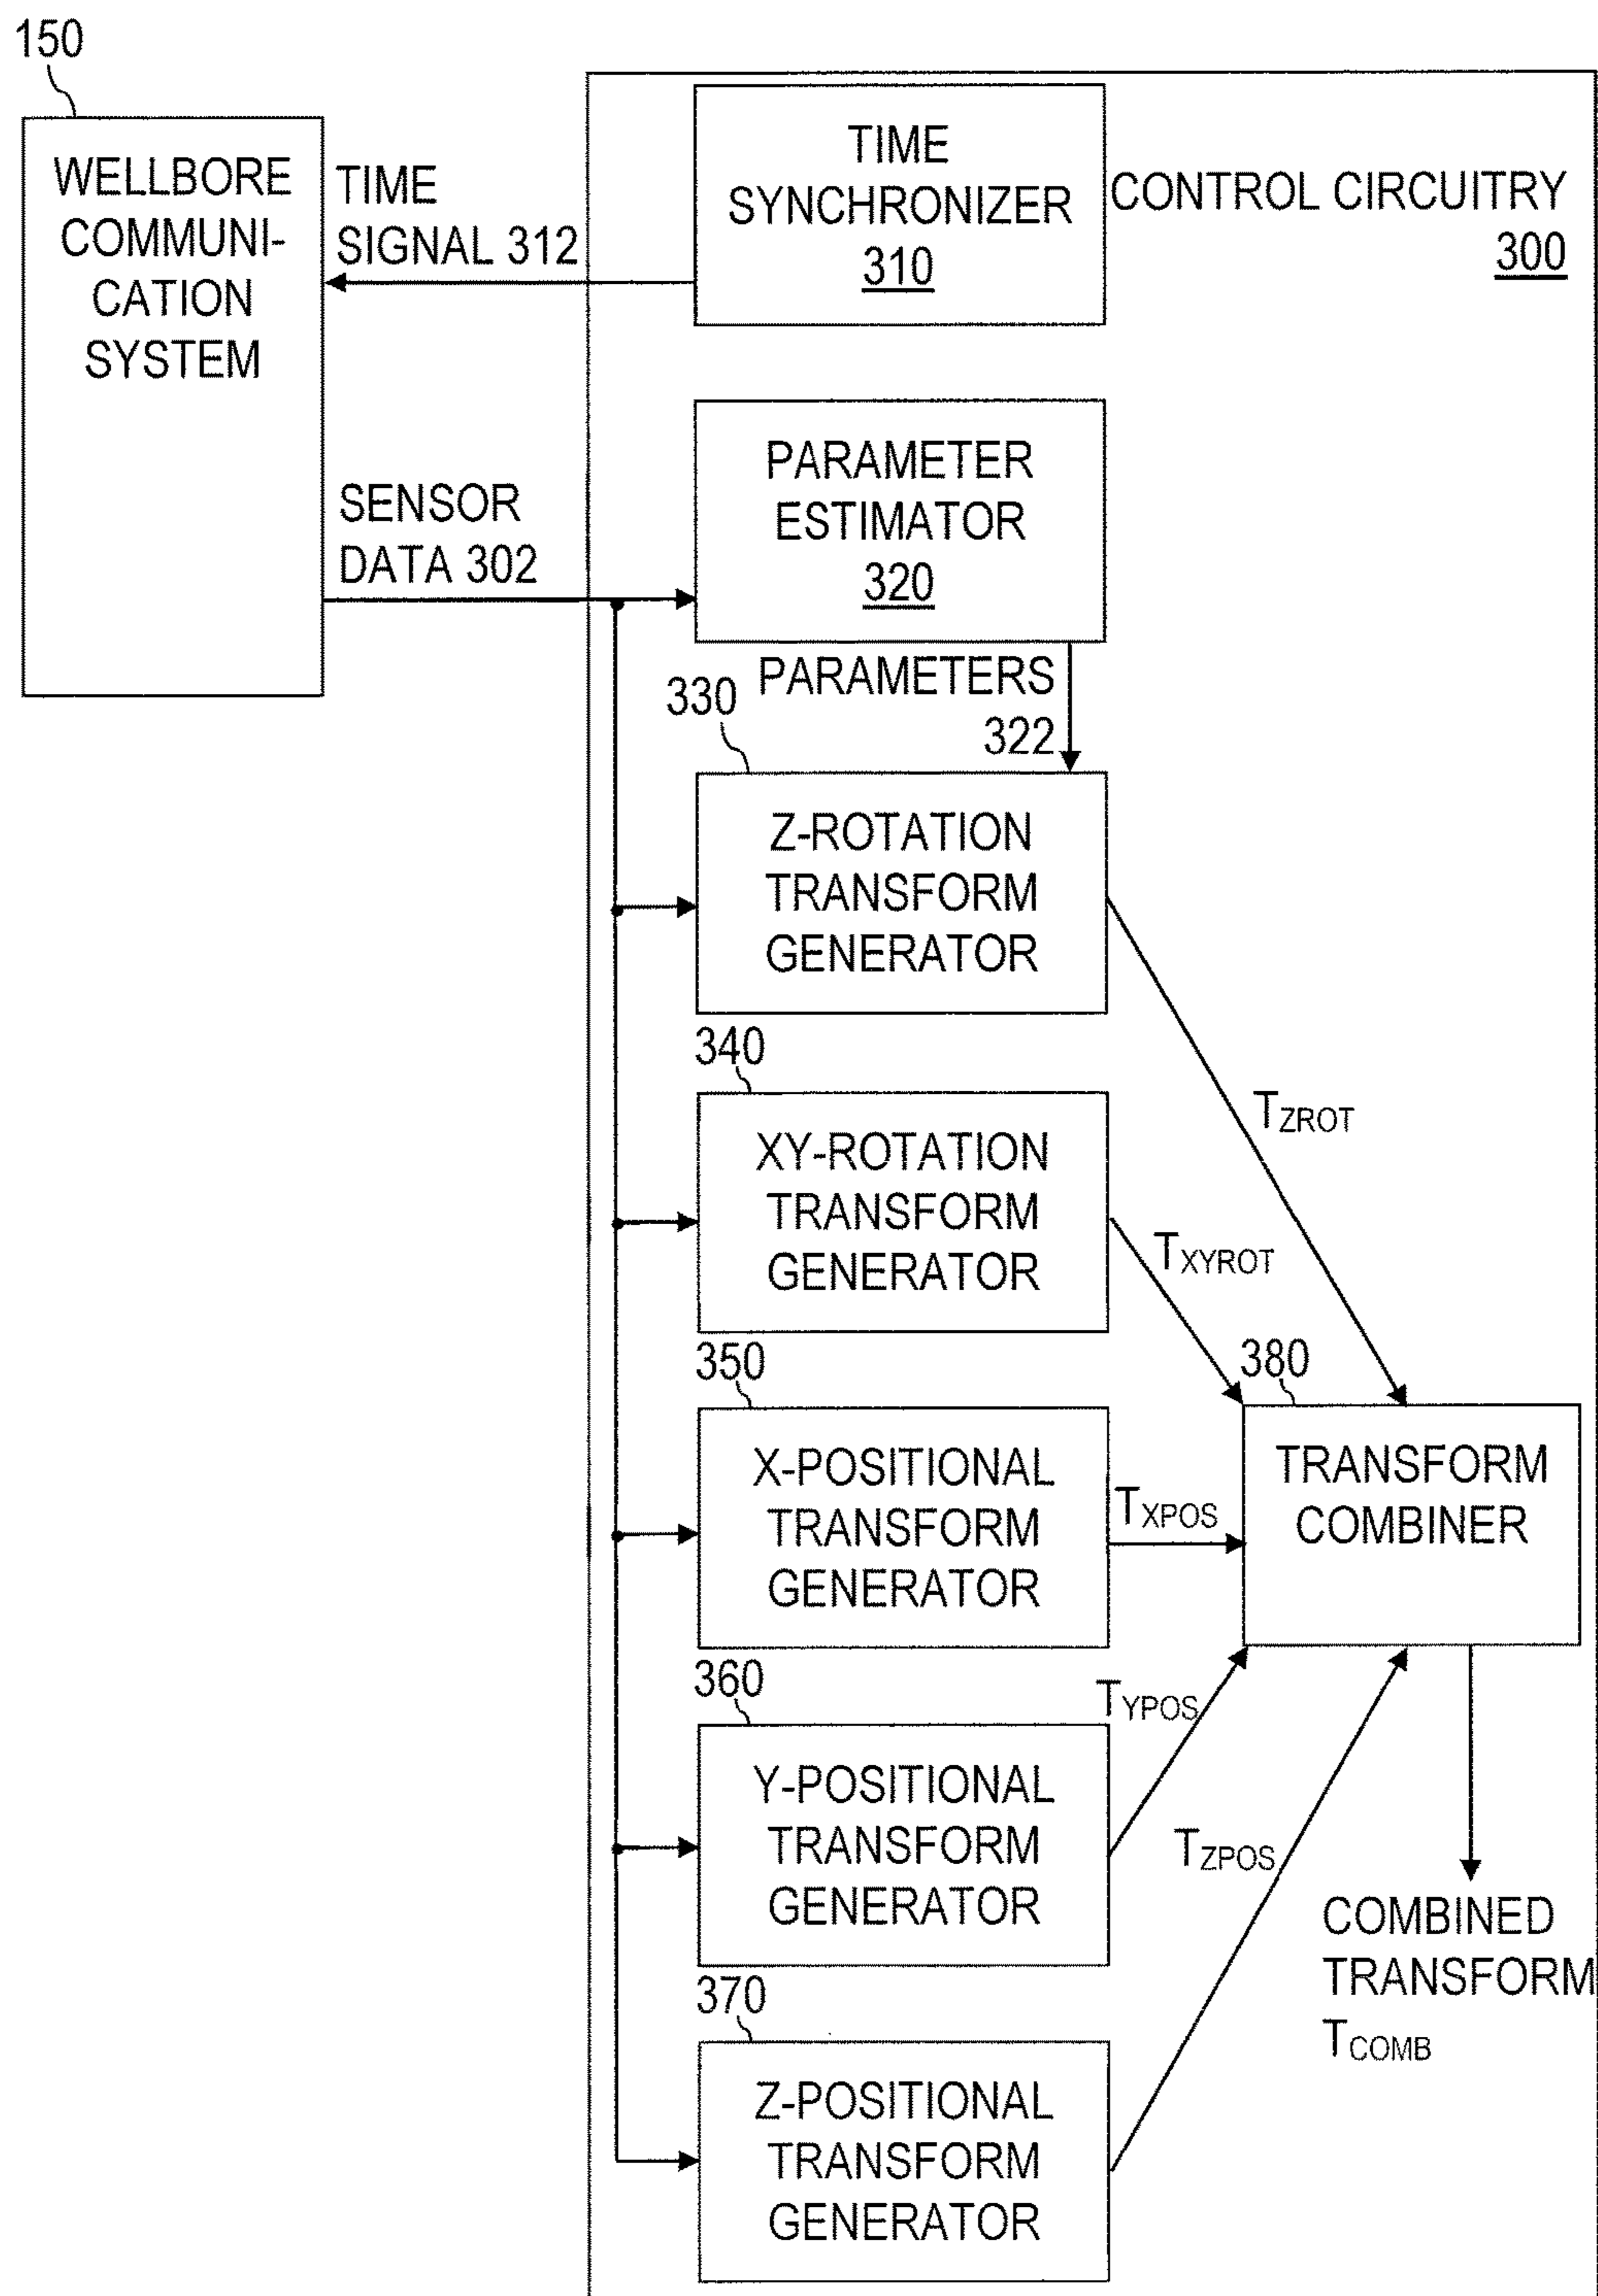 150
WELLBORE
COMMUNI-
CATION
SYSTEM
TIME
SIGNAL 312
TIME
SYNCHRONIZER
310
CONTROL CIRCUITRY
300
SENSOR
DATA 302
PARAMETER
ESTIMATOR
320
PARAMETERS
322
330
Z-ROTATION
TRANSFORM
GENERATOR
TZROT
340
XY-ROTATION
TRANSFORM
GENERATOR
TXYROT
350
X-POSITIONAL
TRANSFORM
GENERATOR
TXPOS
380
TRANSFORM
COMBINER
360
Y-POSITIONAL
TRANSFORM
GENERATOR
TYPOS
370
Z-POSITIONAL
TRANSFORM
GENERATOR
TZPOS
COMBINED
TRANSFORM
TCOMB